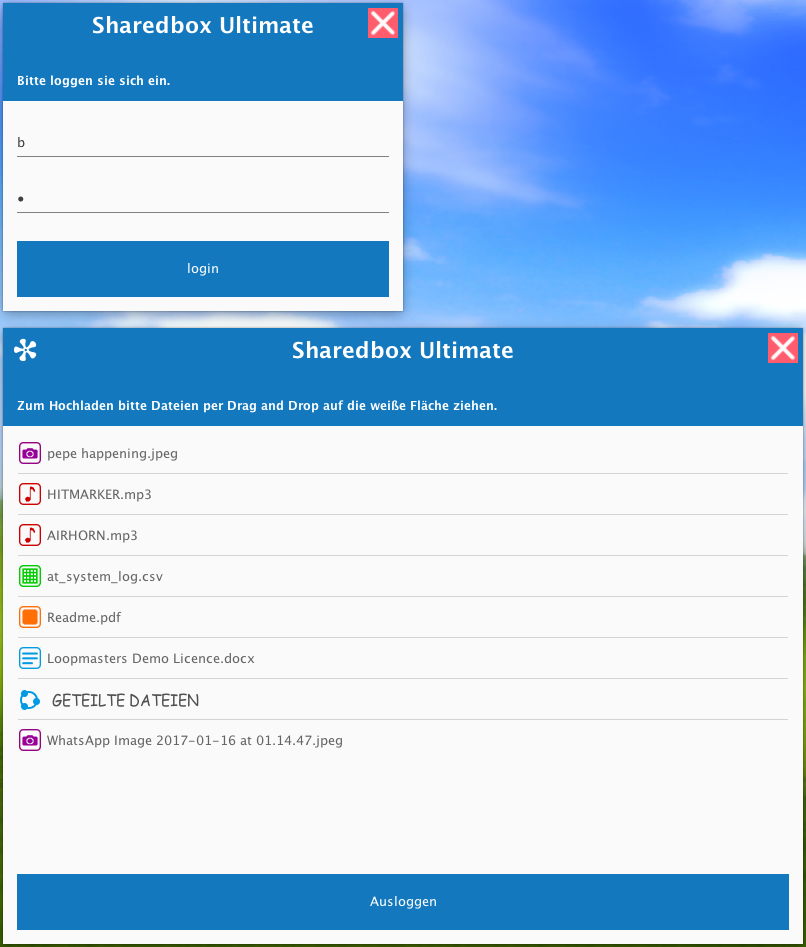 Sharedbox Ultimate
Bitte loggen sie sich ein.
b
•
login
Sharedbox Ultimate
Zum Hochladen bitte Dateien per Drag and Drop auf die weiße Fläche ziehen.
pepe happening.jpeg
HITMARKER.mp3
AIRHORN.mp3
at_system_log.csv
Readme.pdf
Loopmasters Demo Licence.docx
GETEILTE DATEIEN
WhatsApp Image 2017-01-16 at 01.14.47.jpeg
Ausloggen